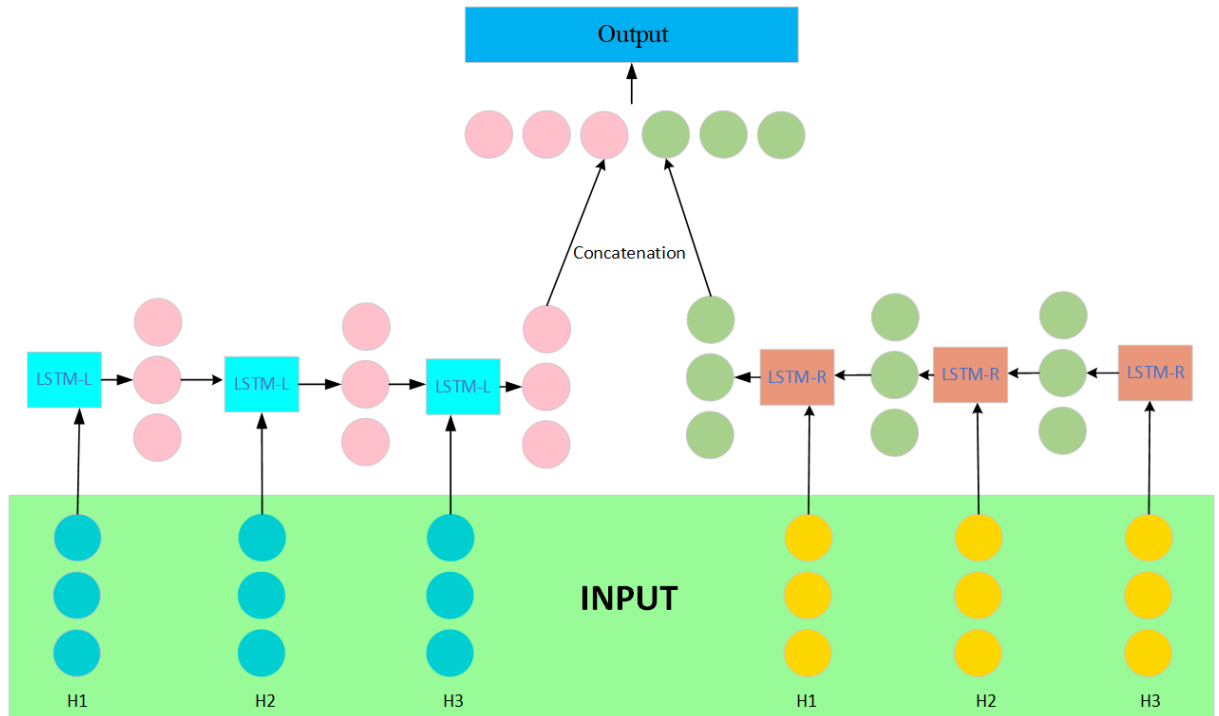 Output
Concatenation
LSTM-L
LSTM-L
LSTM-L
LSTM-R
LSTM-R
LSTM-R
INPUT
H1
H2
H3
H1
H2
H3